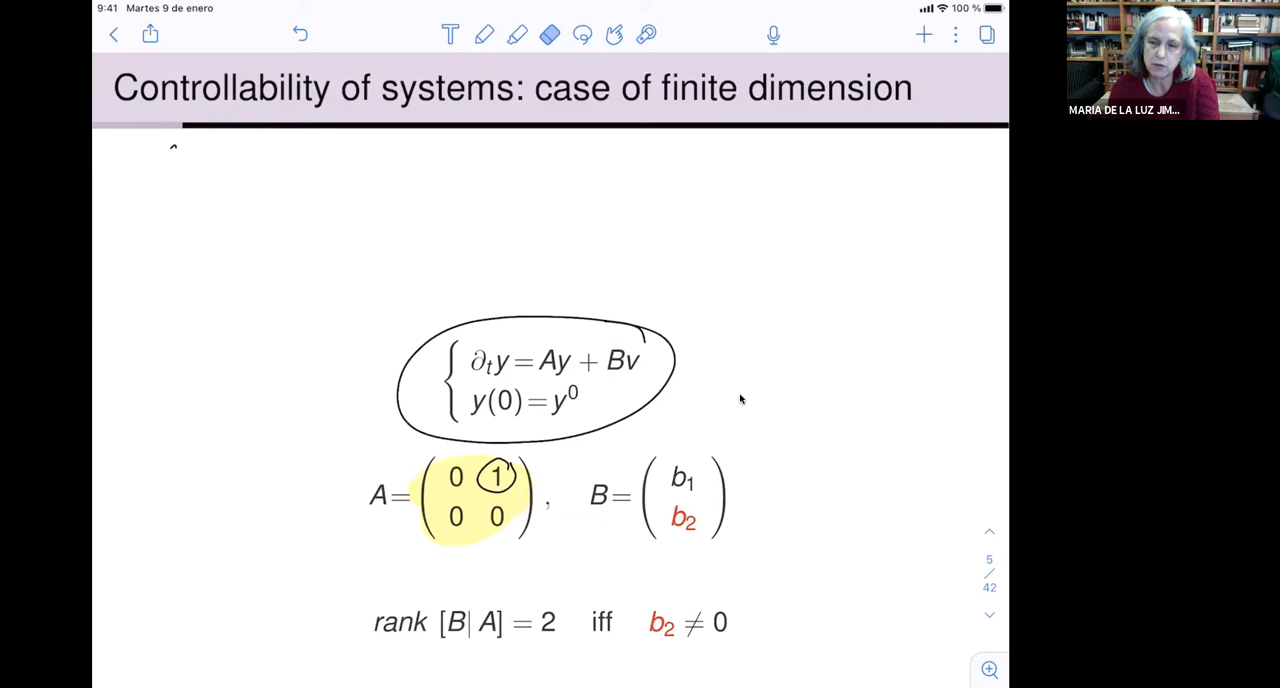 9:41 Martes 9 de enero
100 %
Controllability of systems: case of finite dimension
MARIA DE LA LUZ JIM...
∂ty = Ay + Bv
y(0) = y⁰
A = ( 0 1 ) , B = ( b1 )
( 0 0 ) ( b2 )
5
/
42
rank [B| A] = 2 iff b2 ≠ 0